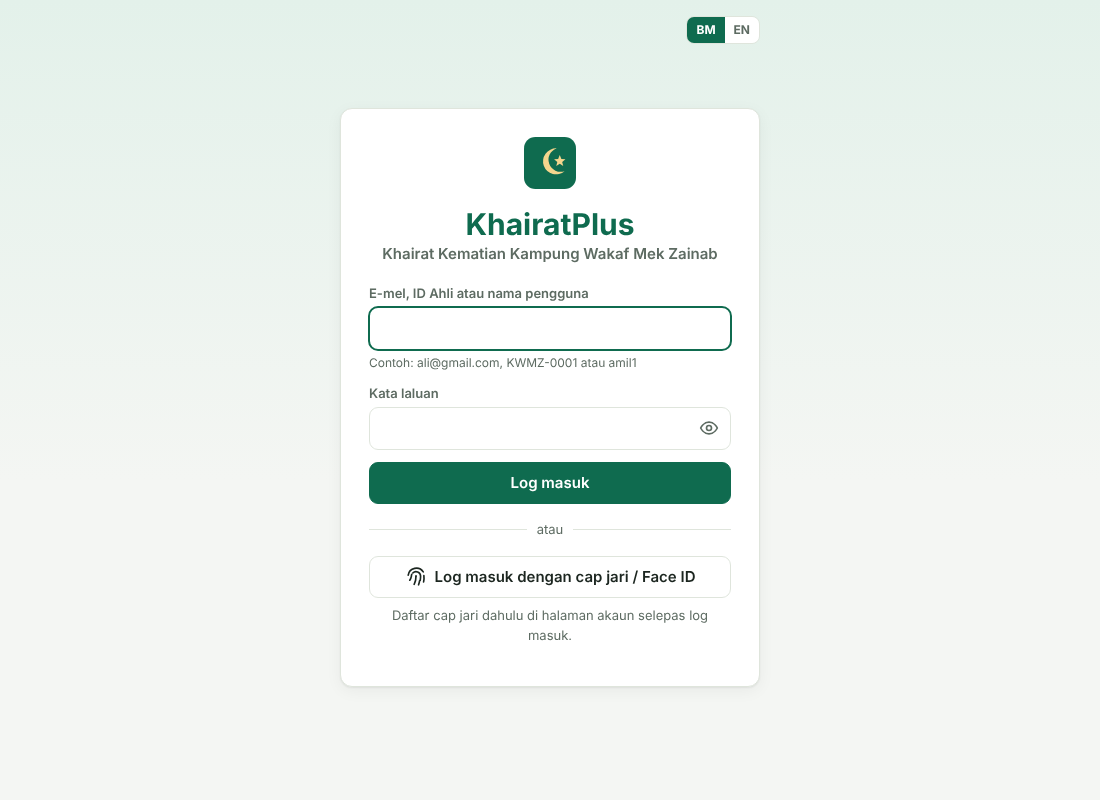 BM EN
KhairatPlus
Khairat Kematian Kampung Wakaf Mek Zainab
E-mel, ID Ahli atau nama pengguna
Contoh: ali@gmail.com, KWMZ-0001 atau amil1
Kata laluan
Log masuk
atau
Log masuk dengan cap jari / Face ID
Daftar cap jari dahulu di halaman akaun selepas log
masuk.